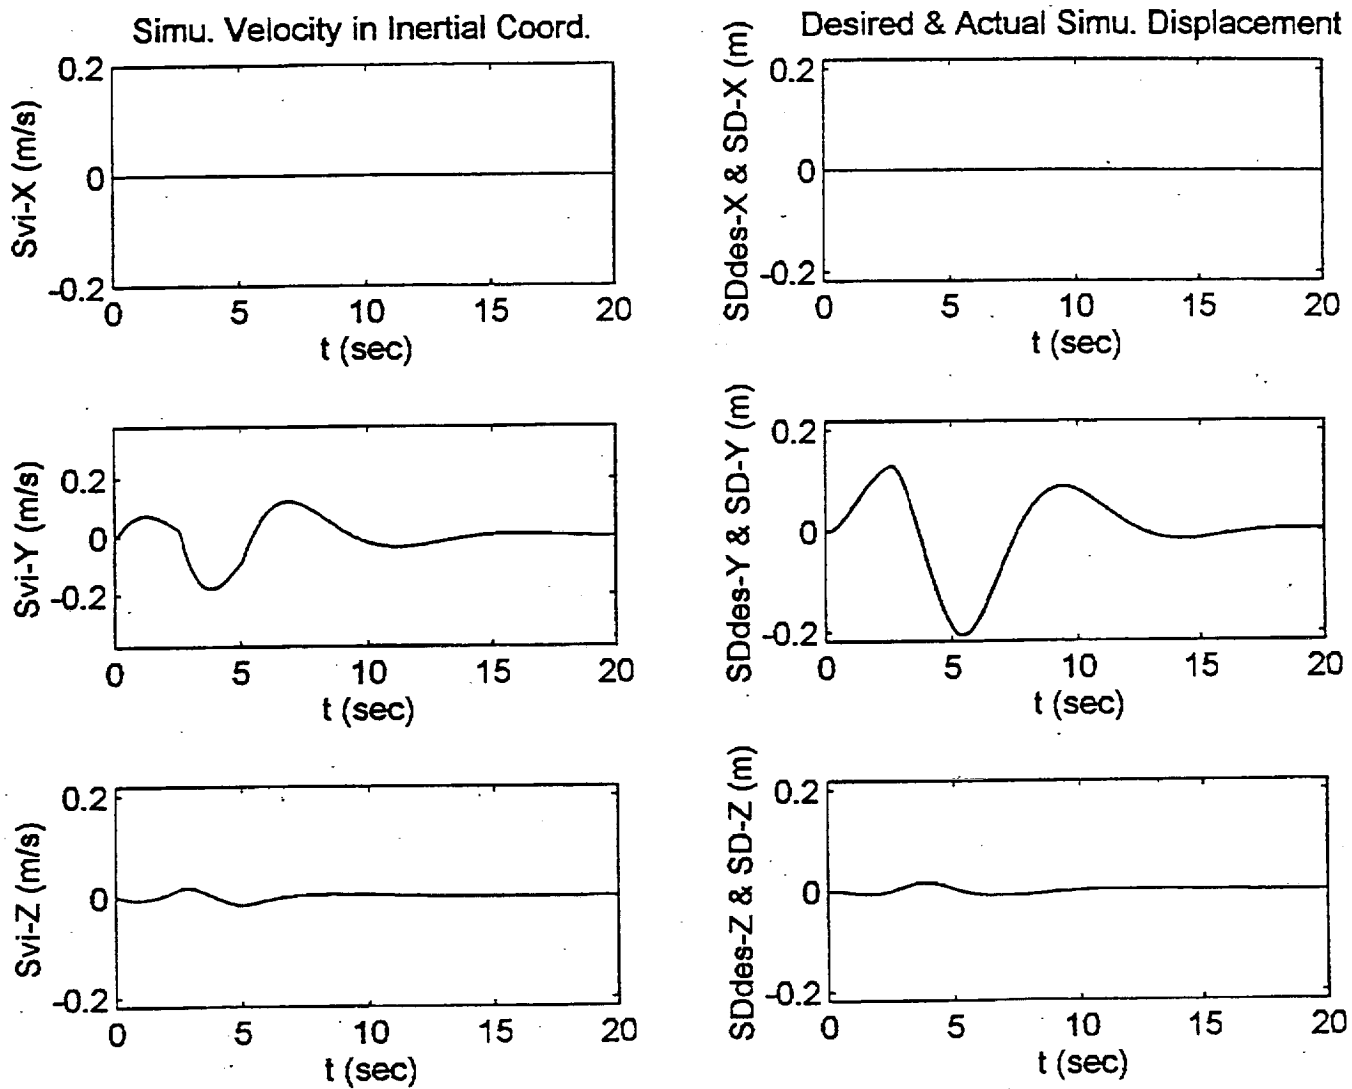 Simu. Velocity in Inertial Coord.
Svi-X (m/s)
0.2
0
-0.2
0 5 10 15 20
t (sec)
Desired & Actual Simu. Displacement
SDdes-X & SD-X (m)
0.2
0
-0.2
0 5 10 15 20
t (sec)
Svi-Y (m/s)
0.2
0
-0.2
0 5 10 15 20
t (sec)
SDdes-Y & SD-Y (m)
0.2
0
-0.2
0 5 10 15 20
t (sec)
Svi-Z (m/s)
0.2
0
-0.2
0 5 10 15 20
t (sec)
SDdes-Z & SD-Z (m)
0.2
0
-0.2
0 5 10 15 20
t (sec)